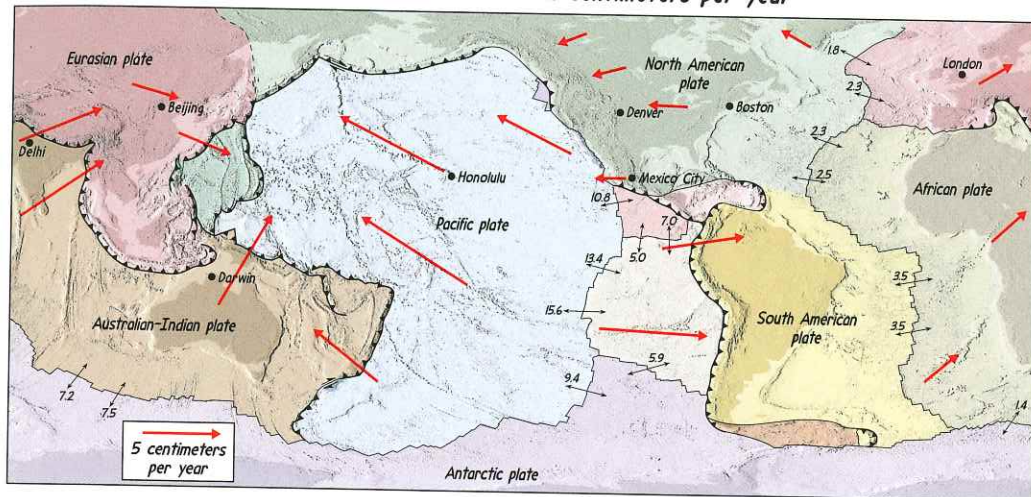 centimeters per year
Eurasian plate
Beijing
Delhi
Honolulu
Pacific plate
Darwin
Australian-Indian plate
North American
plate
Denver
Boston
Mexico City
London
African plate
South American
plate
Antarctic plate
1.8
2.3
2.3
2.5
10.8
7.0
5.0
13.4
15.6
5.9
9.4
3.5
3.5
1.4
7.2
7.5
5 centimeters
per year